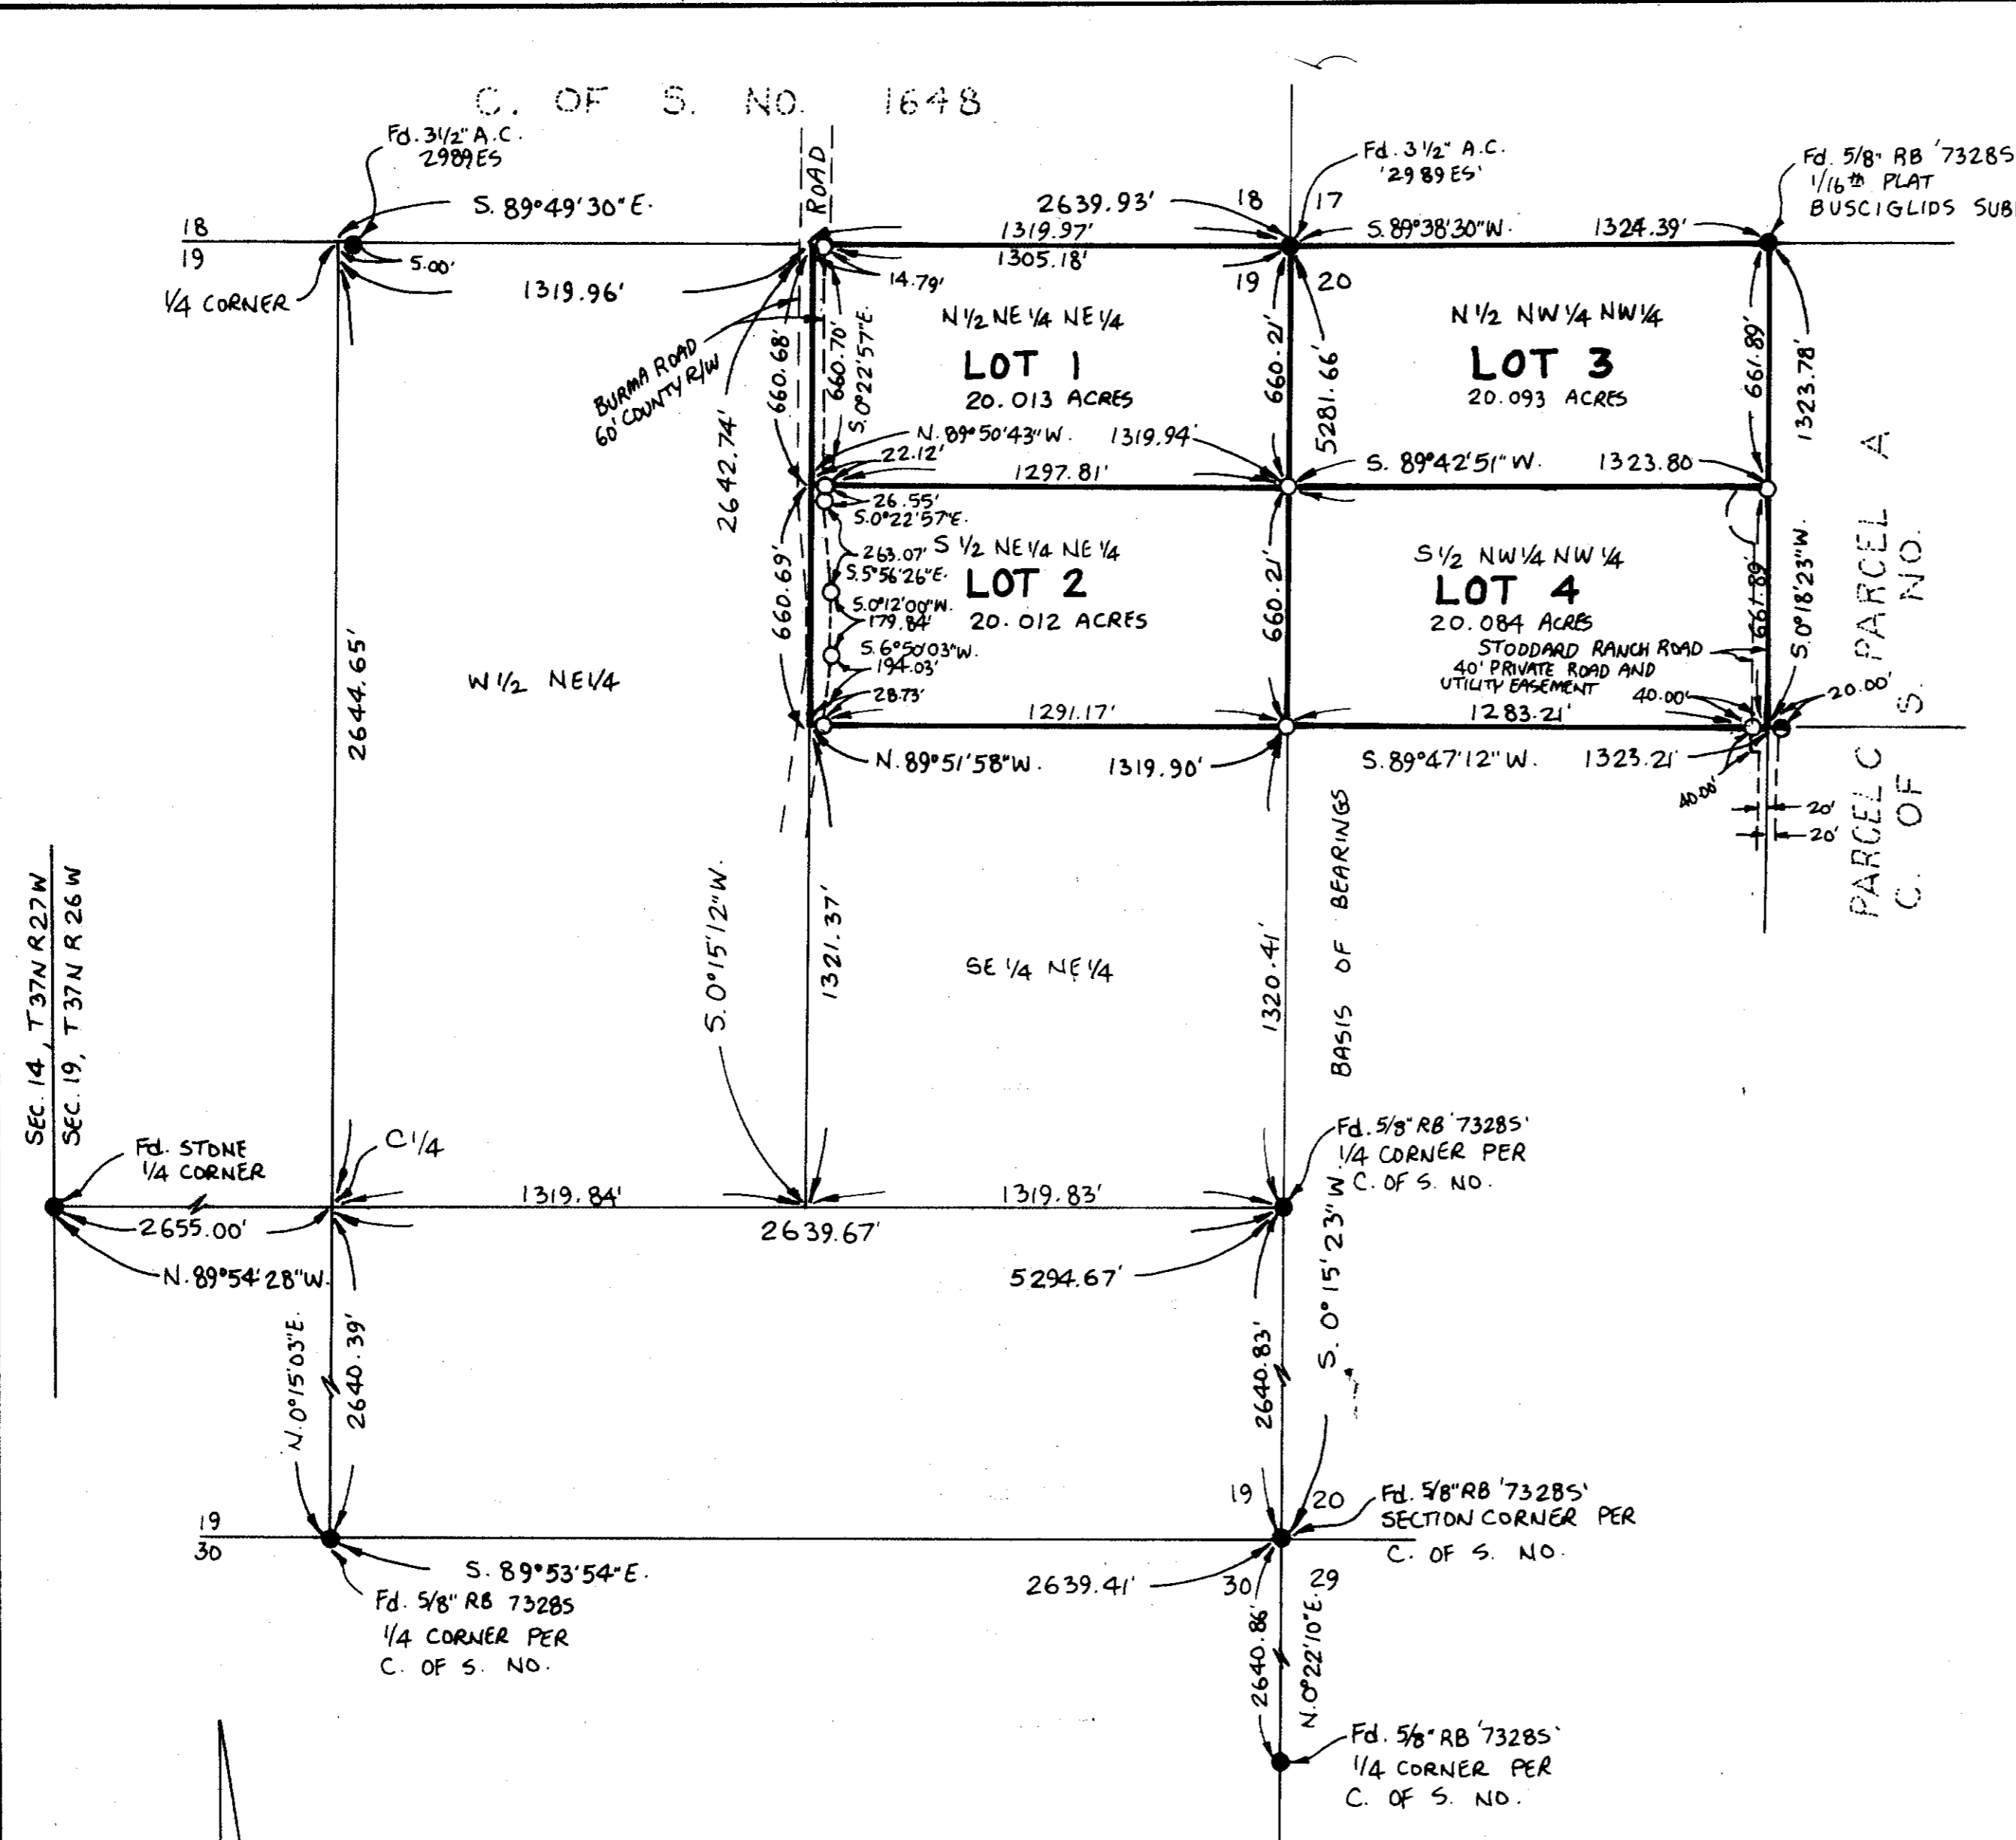 C. OF S. NO. 1648
Fd. 3 1/2" A.C.
2989ES
S. 89°49'30" E.
18
19
5.00'
1/4 CORNER
1319.96'
ROAD
2639.93'
1319.97'
1305.18'
14.79'
18 17
19 20
Fd. 3 1/2" A.C.
'2989 ES'
S.89°38'30"W.
1324.39'
Fd. 5/8" RB '7328S
1/16th PLAT
BUSCIGLIDS SUB
BURMA ROAD
60' COUNTY R/W
2642.74'
660.68'
660.70'
S.0°22'57"E.
N 1/2 NE 1/4 NE 1/4
LOT 1
20.013 ACRES
660.21'
5281.66'
N 1/2 NW 1/4 NW 1/4
LOT 3
20.093 ACRES
661.89'
1323.78'
N.89°50'43"W. 1319.94'
22.12'
1297.81'
S. 89°42'51"W. 1323.80
26.55'
S.0°22'57"E.
263.07'
S.5°56'26"E.
S.0°12'00"W.
179.84'
S.6°50'03"W.
194.03'
28.73'
660.69'
S 1/2 NE 1/4 NE 1/4
LOT 2
20.012 ACRES
660.21'
S 1/2 NW 1/4 NW 1/4
LOT 4
20.084 ACRES
STODDARD RANCH ROAD
40' PRIVATE ROAD AND
UTILITY EASEMENT
661.89'
S.0°18'23"W.
40.00'
20.00'
1291.17'
1283.21'
N.89°51'58"W. 1319.90'
S.89°47'12"W. 1323.21'
40.00'
20'
20'
PARCEL A
C. OF S. NO.
PARCEL C
2644.65'
W 1/2 NE 1/4
SEC. 14, T37N R27W
SEC. 19, T37N R26W
S.0°15'12"W.
1321.37'
SE 1/4 NE 1/4
1320.41'
BASIS OF BEARINGS
S. 0°15'23"W.
Fd. STONE
1/4 CORNER
C 1/4
2655.00'
N.89°54'28"W.
1319.84'
1319.83'
2639.67'
5294.67'
Fd. 5/8" RB '7328S'
1/4 CORNER PER
C. OF S. NO.
N.0°15'03"E.
2640.39'
2640.83'
19
30
S. 89°53'54"E.
Fd. 5/8" RB 7328S
1/4 CORNER PER
C. OF S. NO.
19 20
30 29
2639.41'
Fd. 5/8" RB '7328S'
SECTION CORNER PER
C. OF S. NO.
2640.86'
N.0°22'10"E.
Fd. 5/8" RB '7328S'
1/4 CORNER PER
C. OF S. NO.